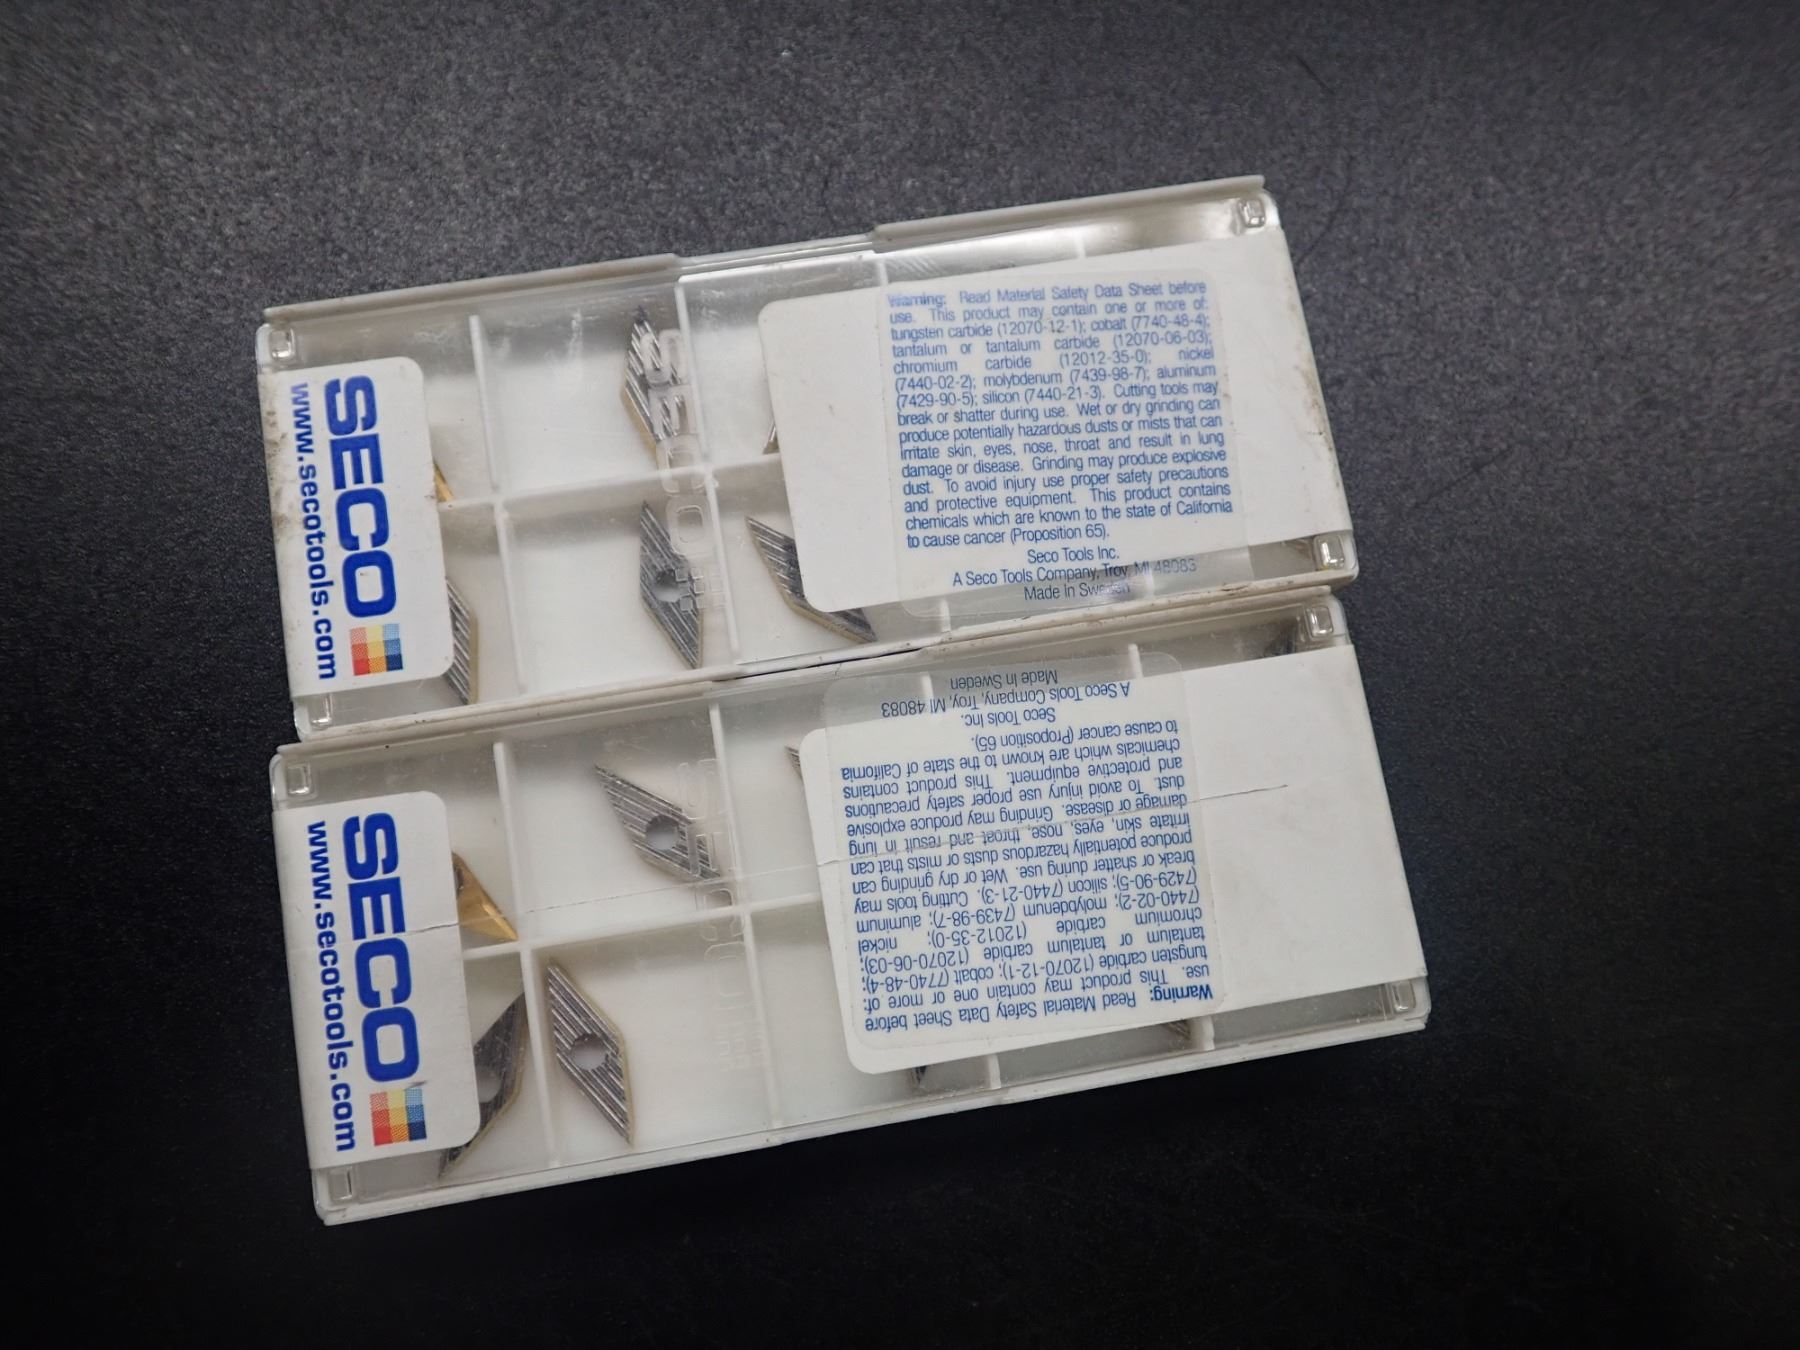 SECO
www.secotools.com
SECO
Warning: Read Material Safety Data Sheet before
use. This product may contain one or more of:
tungsten carbide (12070-12-1); cobalt (7740-48-4);
tantalum or tantalum carbide (12070-06-03);
chromium carbide (12012-35-0); nickel
(7440-02-2); molybdenum (7439-98-7); aluminum
(7429-90-5); silicon (7440-21-3). Cutting tools may
break or shatter during use. Wet or dry grinding can
produce potentially hazardous dusts or mists that can
irritate skin, eyes, nose, throat and result in lung
damage or disease. Grinding may produce explosive
dust. To avoid injury use proper safety precautions
and protective equipment. This product contains
chemicals which are known to the state of California
to cause cancer (Proposition 65).
Seco Tools Inc.
A Seco Tools Company, Troy, MI 48083
Made In Sweden
SECO
www.secotools.com
SECO
Warning: Read Material Safety Data Sheet before
use. This product may contain one or more of:
tungsten carbide (12070-12-1); cobalt (7740-48-4);
tantalum or tantalum carbide (12070-06-03);
chromium carbide (12012-35-0); nickel
(7440-02-2); molybdenum (7439-98-7); aluminum
(7429-90-5); silicon (7440-21-3). Cutting tools may
break or shatter during use. Wet or dry grinding can
produce potentially hazardous dusts or mists that can
irritate skin, eyes, nose, throat and result in lung
damage or disease. Grinding may produce explosive
dust. To avoid injury use proper safety precautions
and protective equipment. This product contains
chemicals which are known to the state of California
to cause cancer (Proposition 65).
Seco Tools Inc.
A Seco Tools Company, Troy, MI 48083
Made In Sweden